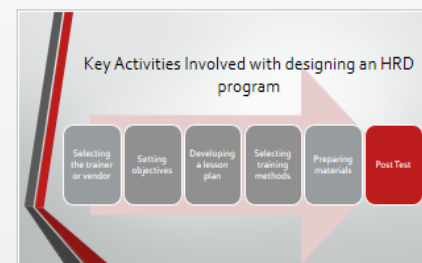 Key Activities Involved with designing an HRD
program
Selecting
the trainer
or vendor
Setting
objectives
Developing
a lesson
plan
Selecting
training
methods
Preparing
materials
Post Test